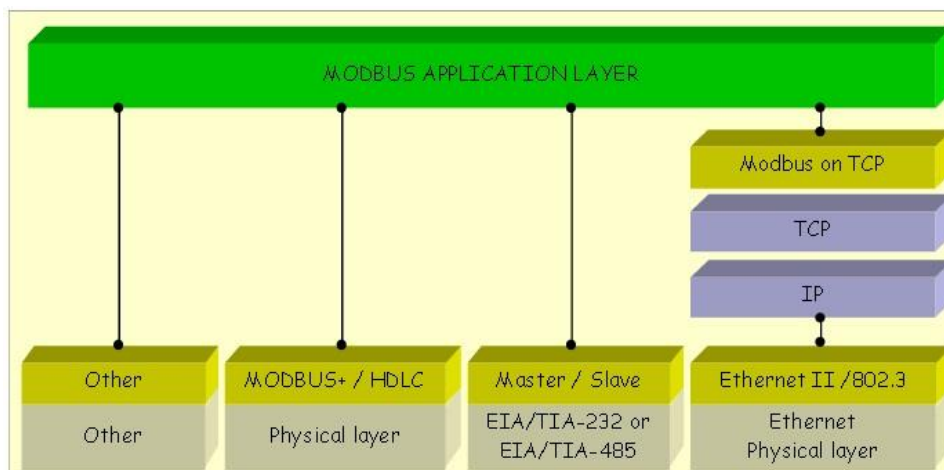 MODBUS APPLICATION LAYER
Modbus on TCP
TCP
IP
Other
MODBUS+ / HDLC
Master / Slave
Ethernet II /802.3
Other
Physical layer
EIA/TIA-232 or
EIA/TIA-485
Ethernet
Physical layer